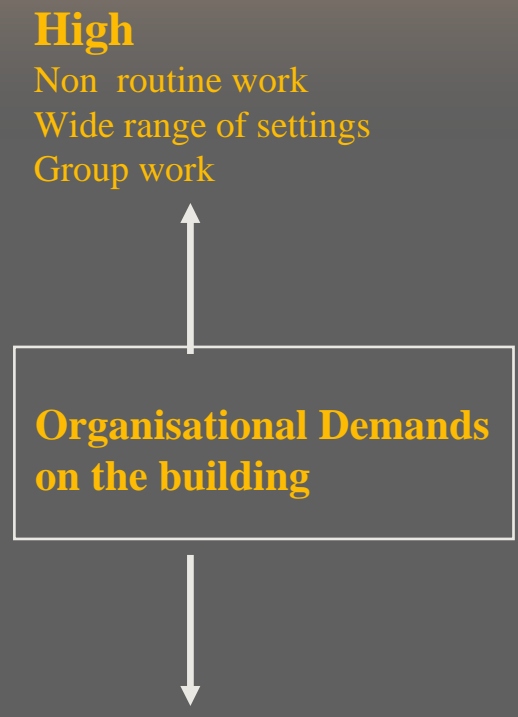 High
Non routine work
Wide range of settings
Group work
Organisational Demands
on the building